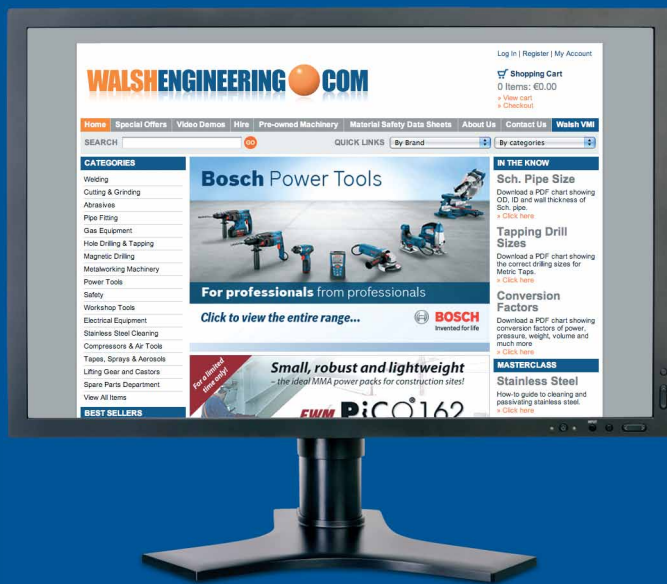 Log In | Register | My Account
WALSHENGINEERING COM
Shopping Cart
0 Items: €0.00
» View cart
» Checkout
Home Special Offers Video Demos Hire Pre-owned Machinery Material Safety Data Sheets About Us Contact Us Walsh VMI
SEARCH GO QUICK LINKS By Brand By categories
CATEGORIES
Welding
Cutting & Grinding
Abrasives
Pipe Fitting
Gas Equipment
Hole Drilling & Tapping
Magnetic Drilling
Metalworking Machinery
Power Tools
Safety
Workshop Tools
Electrical Equipment
Stainless Steel Cleaning
Compressors & Air Tools
Tapes, Sprays & Aerosols
Lifting Gear and Castors
Spare Parts Department
View All Items
BEST SELLERS
Bosch Power Tools
For professionals from professionals
Click to view the entire range...
BOSCH
Invented for life
For a limited
time only!
Small, robust and lightweight
– the ideal MMA power packs for construction sites!
EWM PiCO 162
IN THE KNOW
Sch. Pipe Size
Download a PDF chart showing
OD, ID and wall thickness of
Sch. pipe.
» Click here
Tapping Drill
Sizes
Download a PDF chart showing
the correct drilling sizes for
Metric Taps.
» Click here
Conversion
Factors
Download a PDF chart showing
conversion factors of power,
pressure, weight, volume and
much more
» Click here
MASTERCLASS
Stainless Steel
How-to guide to cleaning and
passivating stainless steel.
» Click here